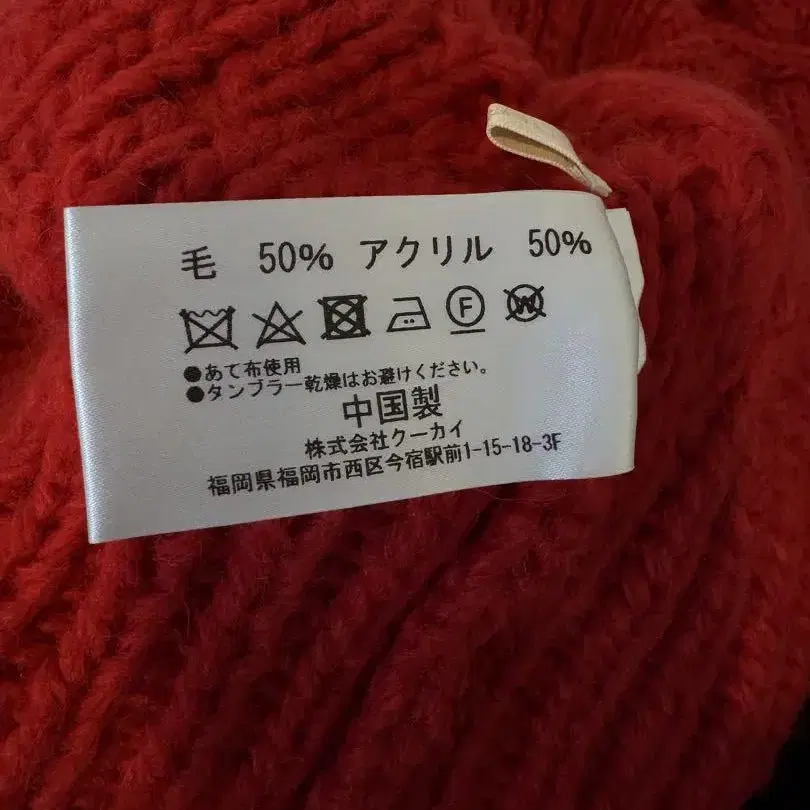 毛 50% アクリル 50%
F W
●あて布使用
●タンブラー乾燥はお避けください。
中国製
株式会社クーカイ
福岡県福岡市西区今宿駅前1-15-18-3F